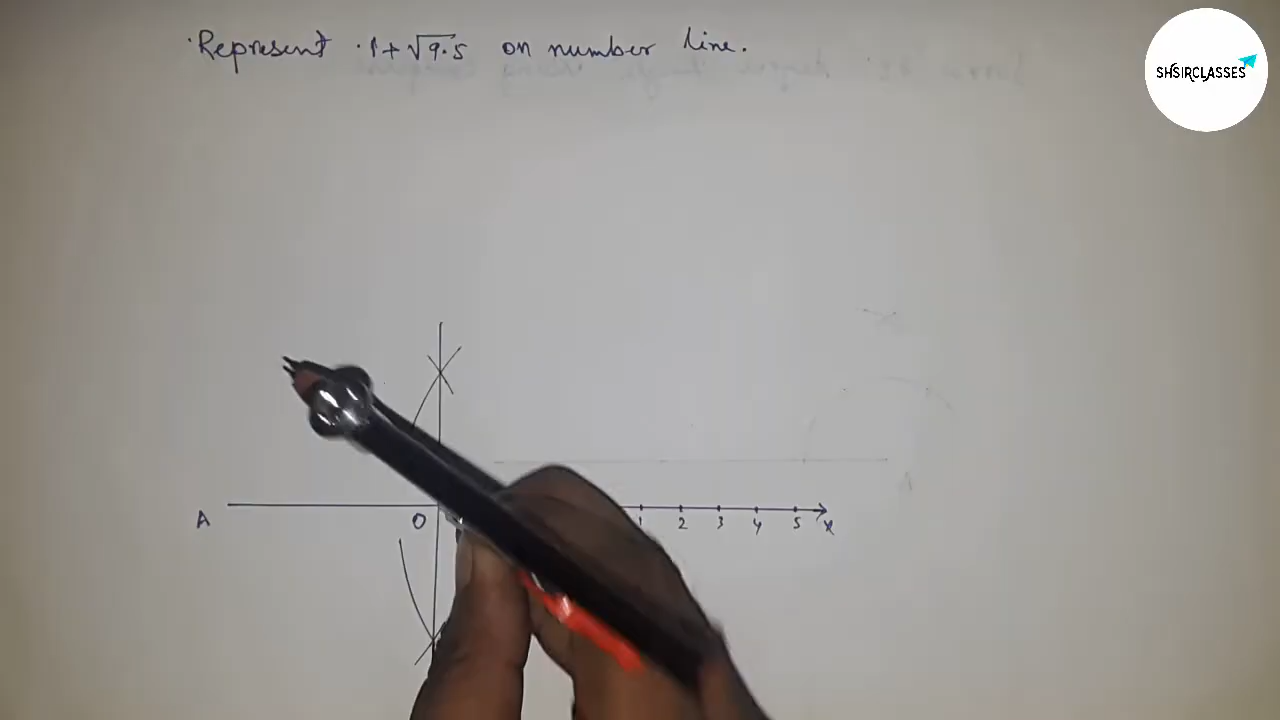 Represent 1+√9.5 on number line.
SHSIRCLASSES
A O 1 2 3 4 5 X